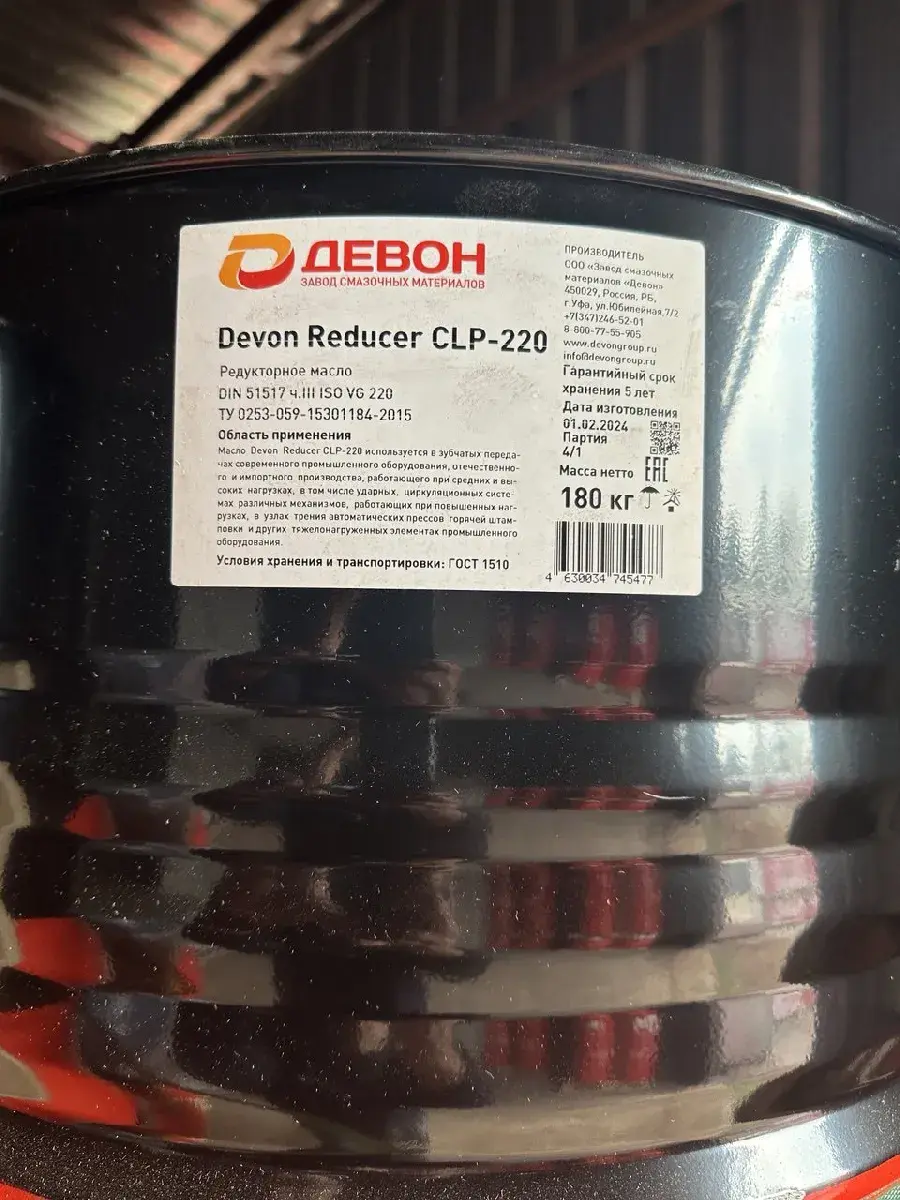 ДЕВОН
ЗАВОД СМАЗОЧНЫХ МАТЕРИАЛОВ
Devon Reducer CLP-220
Редукторное масло
DIN 51517 ч.III ISO VG 220
ТУ 0253-059-15301184-2015
Область применения
Масло Devon Reducer CLP-220 используется в зубчатых переда-
чах современного промышленного оборудования, отечественно-
го и импортного производства, работающего при средних и вы-
соких нагрузках, в том числе ударных, циркуляционных систе-
мах различных механизмов, работающих при повышенных наг-
рузках, в узлах трения автоматических прессов горячей штам-
повки и других тяжелонагруженных элементах промышленного
оборудования.
Условия хранения и транспортировки: ГОСТ 1510
ПРОИЗВОДИТЕЛЬ
ООО «Завод смазочных
материалов «Девон»
450029, Россия, РБ,
г.Уфа, ул.Юбилейная,7/2
+7(347)246-52-01
8-800-77-55-905
www.devongroup.ru
info@devongroup.ru
Гарантийный срок
хранения 5 лет
Дата изготовления
01.02.2024
Партия
4/1
Масса нетто
ЕАС
180 кг
4 630034 745477